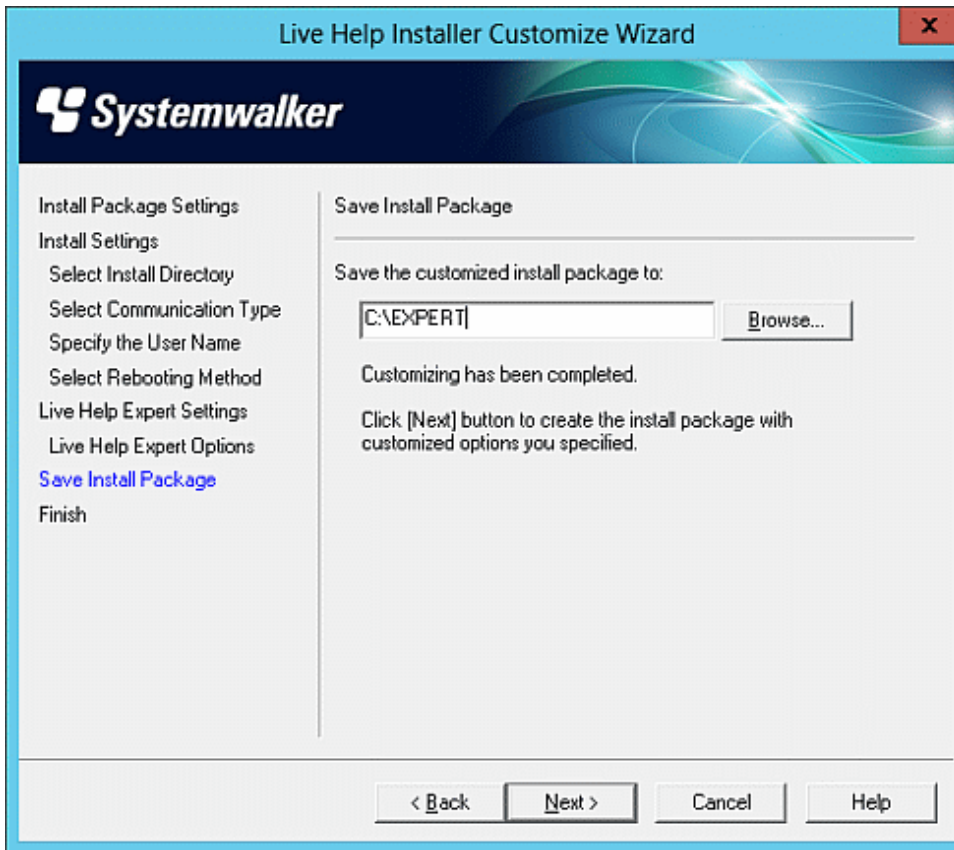 Live Help Installer Customize Wizard
x
Systemwalker
Install Package Settings
Install Settings
Select Install Directory
Select Communication Type
Specify the User Name
Select Rebooting Method
Live Help Expert Settings
Live Help Expert Options
Save Install Package
Finish
Save Install Package
Save the customized install package to:
C:\EXPERT
Browse...
Customizing has been completed.
Click [Next] button to create the install package with
customized options you specified.
< Back
Next >
Cancel
Help